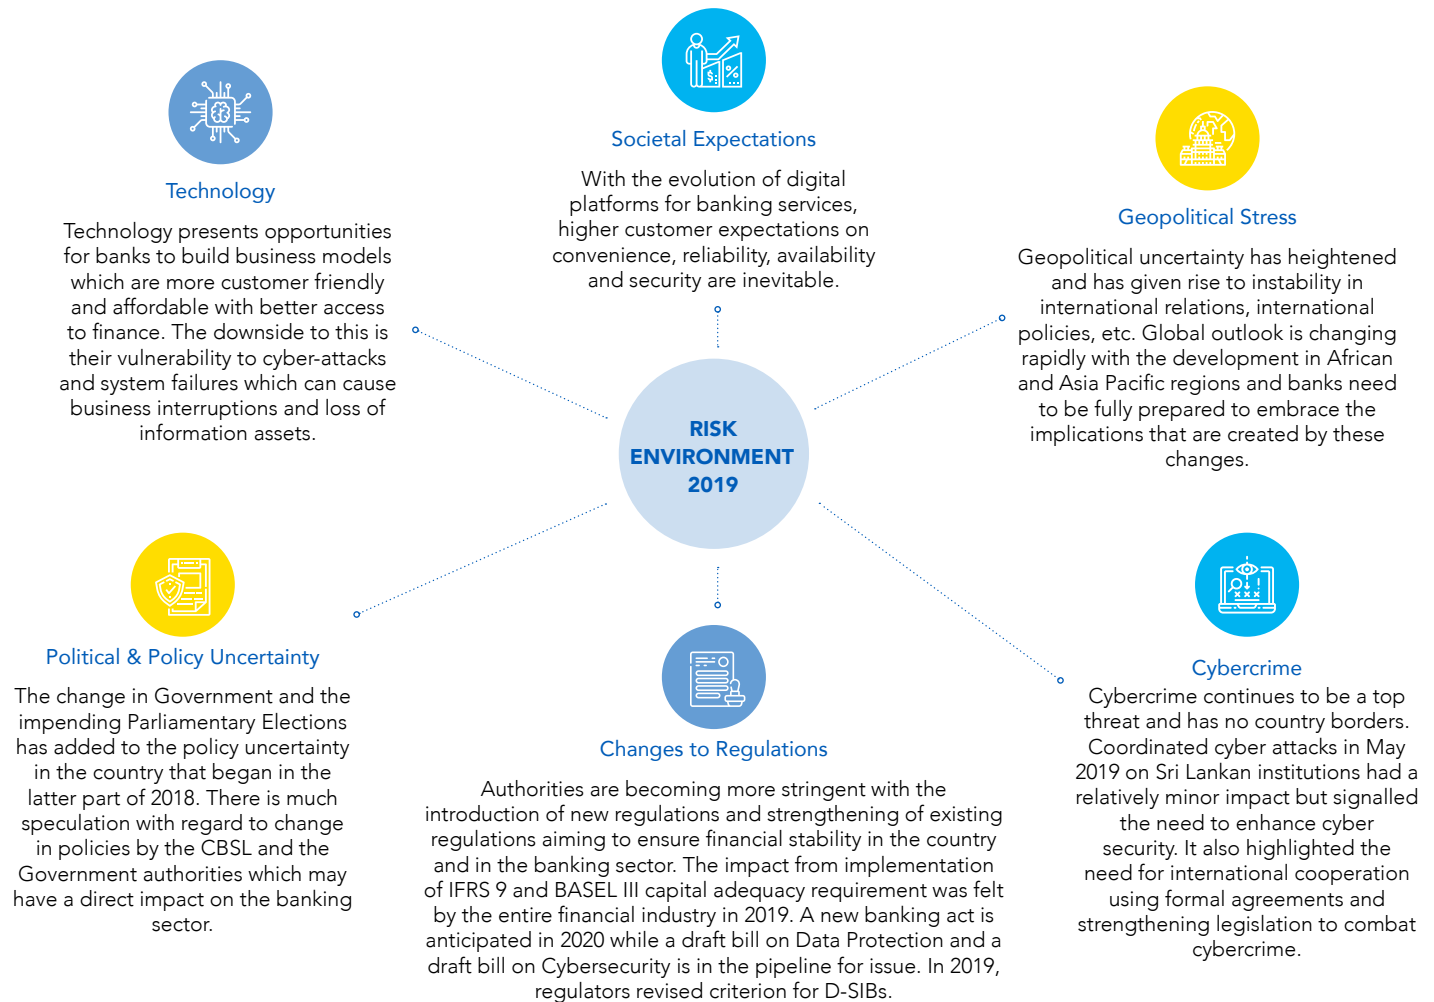 Technology
Technology presents opportunities
for banks to build business models
which are more customer friendly
and affordable with better access
to finance. The downside to this is
their vulnerability to cyber-attacks
and system failures which can cause
business interruptions and loss of
information assets.
Societal Expectations
With the evolution of digital
platforms for banking services,
higher customer expectations on
convenience, reliability, availability
and security are inevitable.
Geopolitical Stress
Geopolitical uncertainty has heightened
and has given rise to instability in
international relations, international
policies, etc. Global outlook is changing
rapidly with the development in African
and Asia Pacific regions and banks need
to be fully prepared to embrace the
implications that are created by these
changes.
RISK
ENVIRONMENT
2019
Political & Policy Uncertainty
The change in Government and the
impending Parliamentary Elections
has added to the policy uncertainty
in the country that began in the
latter part of 2018. There is much
speculation with regard to change
in policies by the CBSL and the
Government authorities which may
have a direct impact on the banking
sector.
Changes to Regulations
Authorities are becoming more stringent with the
introduction of new regulations and strengthening of existing
regulations aiming to ensure financial stability in the country
and in the banking sector. The impact from implementation
of IFRS 9 and BASEL III capital adequacy requirement was felt
by the entire financial industry in 2019. A new banking act is
anticipated in 2020 while a draft bill on Data Protection and a
draft bill on Cybersecurity is in the pipeline for issue. In 2019,
regulators revised criterion for D-SIBs.
Cybercrime
Cybercrime continues to be a top
threat and has no country borders.
Coordinated cyber attacks in May
2019 on Sri Lankan institutions had a
relatively minor impact but signalled
the need to enhance cyber
security. It also highlighted the
need for international cooperation
using formal agreements and
strengthening legislation to combat
cybercrime.